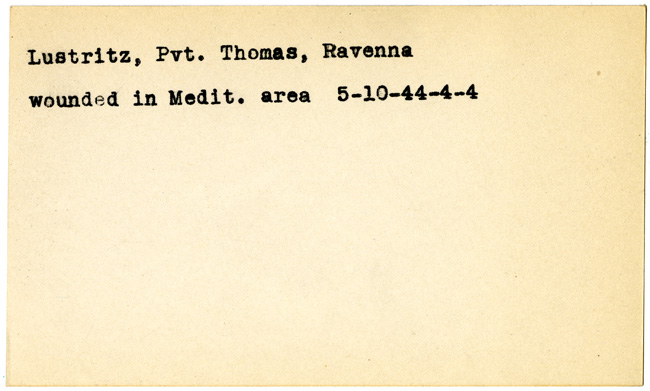 Lustritz, Pvt. Thomas, Ravenna
wounded in Medit. area 5-10-44-4-4